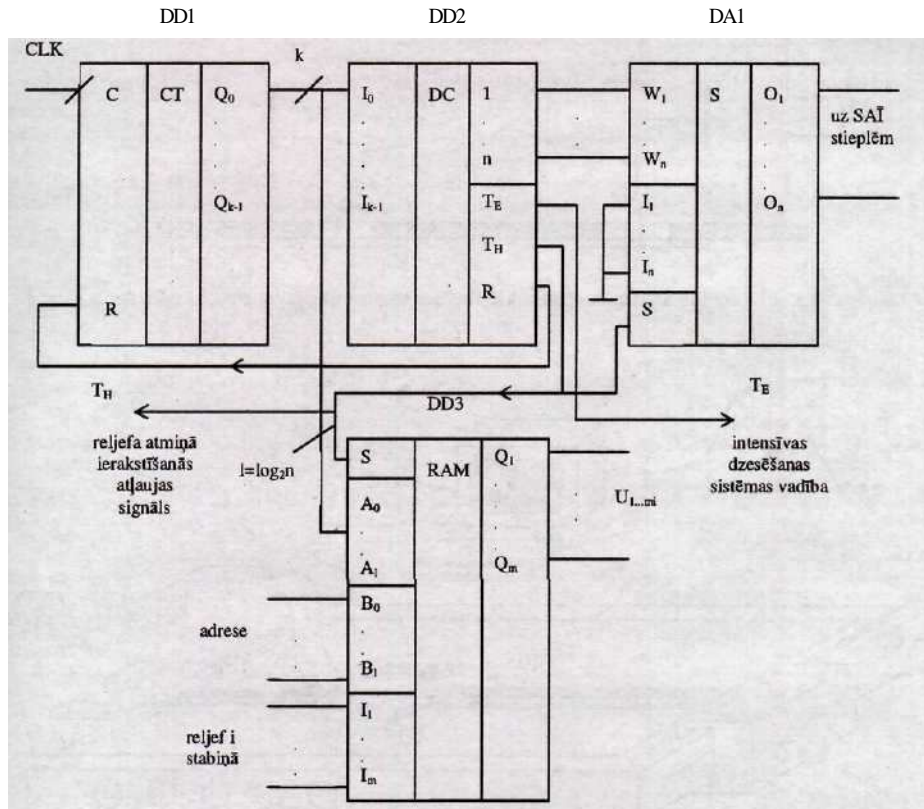 DD1 DD2 DA1
CLK
k
C CT Q0
Qk-1
R
I0 DC 1
n
Ik-1
TE
TH
R
W1 S O1
Wn
I1 On
In
S
uz SAĪ
stieplēm
TH
reljefa atmiņā
ierakstīšanās
atļaujas
signāls
l=log2n
DD3
TE
intensīvas
dzesēšanas
sistēmas vadība
S RAM Q1
A0
Qm
Al
B0
Bl
I1
Im
U1...mi
adrese
reljef i
stabiņā